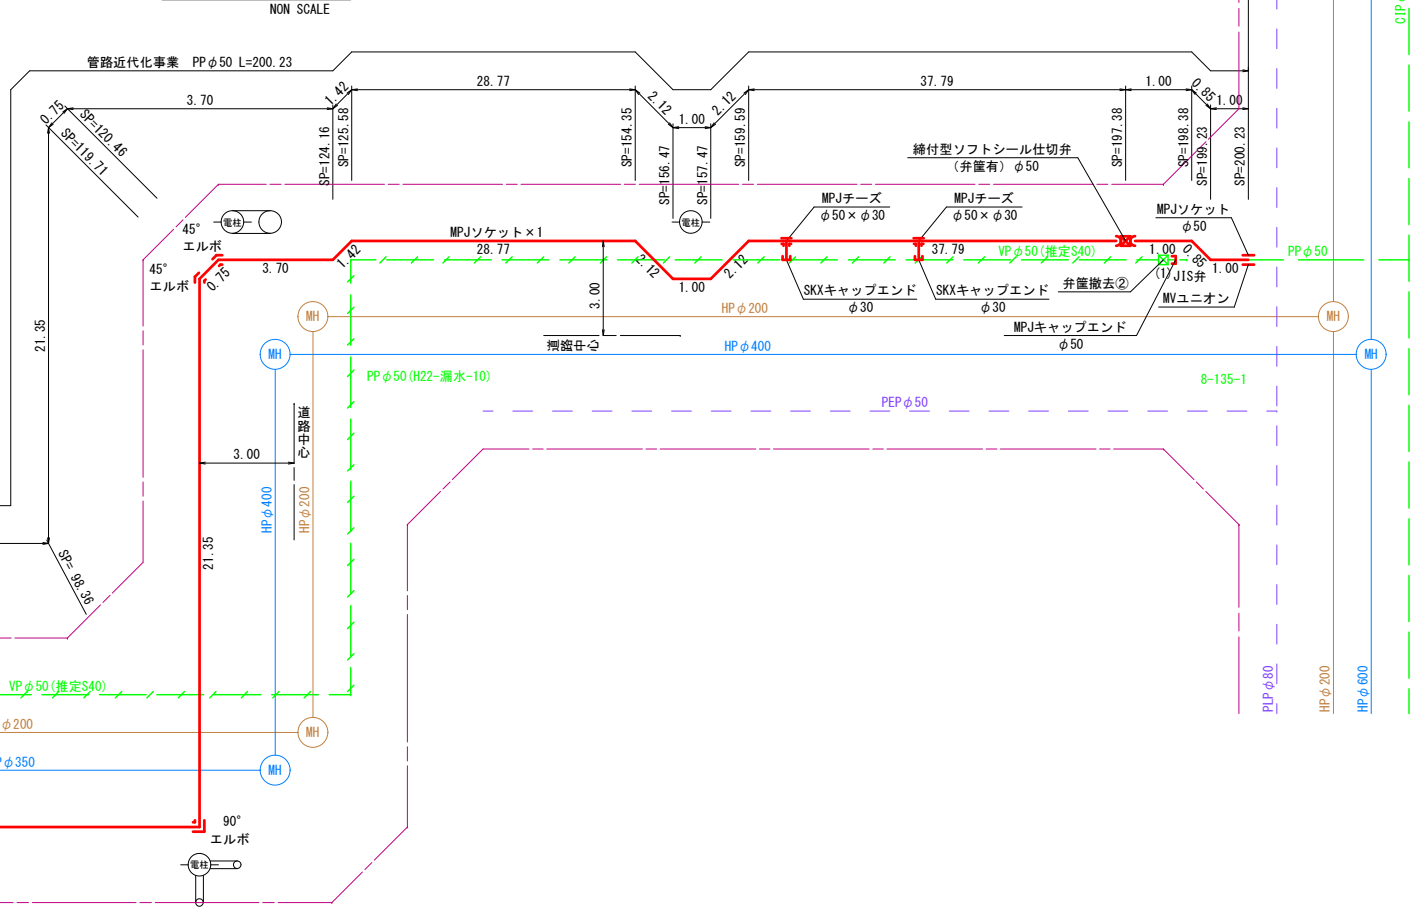 NON SCALE
管路近代化事業 PPφ50 L=200.23
CIPφ
0.75
3.70
1.42
28.77
2.12
1.00
2.12
37.79
1.00
0.85
1.00
SP=119.71
SP=120.46
SP=124.16
SP=125.58
SP=154.35
SP=156.47
SP=157.47
SP=159.59
SP=197.38
SP=198.38
SP=199.23
SP=200.23
締付型ソフトシール仕切弁
(弁筐有) φ50
MPJチーズ
φ50×φ30
MPJチーズ
φ50×φ30
MPJソケット
φ50
電柱
電柱
45°
エルボ
45°
エルボ
0.75
3.70
1.42
MPJソケット×1
28.77
2.12
1.00
2.12
37.79
VPφ50(推定S40)
1.00
0.85
1.00
PPφ50
(1)JIS弁
弁筐撤去②
MVユニオン
SKXキャップエンド
φ30
SKXキャップエンド
φ30
MPJキャップエンド
φ50
3.00
道路中心
MH
HPφ200
MH
MH
HPφ400
MH
21.35
PPφ50(H22-漏水-10)
8-135-1
PEPφ50
道路中心
3.00
HPφ400
HPφ200
21.35
SP= 98.36
VPφ50(推定S40)
φ200
MH
φ350
MH
PLPφ80
HPφ200
HPφ600
90°
エルボ
電柱